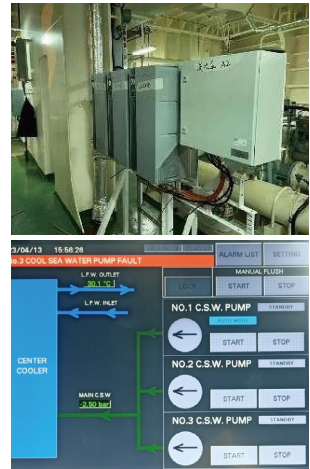 23/04/13 15:56:26
ALARM LIST
SETTING
No.3 COOL SEA WATER PUMP FAULT
MANUAL FLUSH
L.F.W. OUTLET
30.1 °C
LOCK
START
STOP
L.F.W. INLET
NO.1 C.S.W. PUMP
STANDBY
AUTO MODE
START
STOP
CENTER
COOLER
NO.2 C.S.W. PUMP
STANDBY
MAIN C.S.W
-2.50 bar
START
STOP
NO.3 C.S.W. PUMP
STANDBY
START
STOP